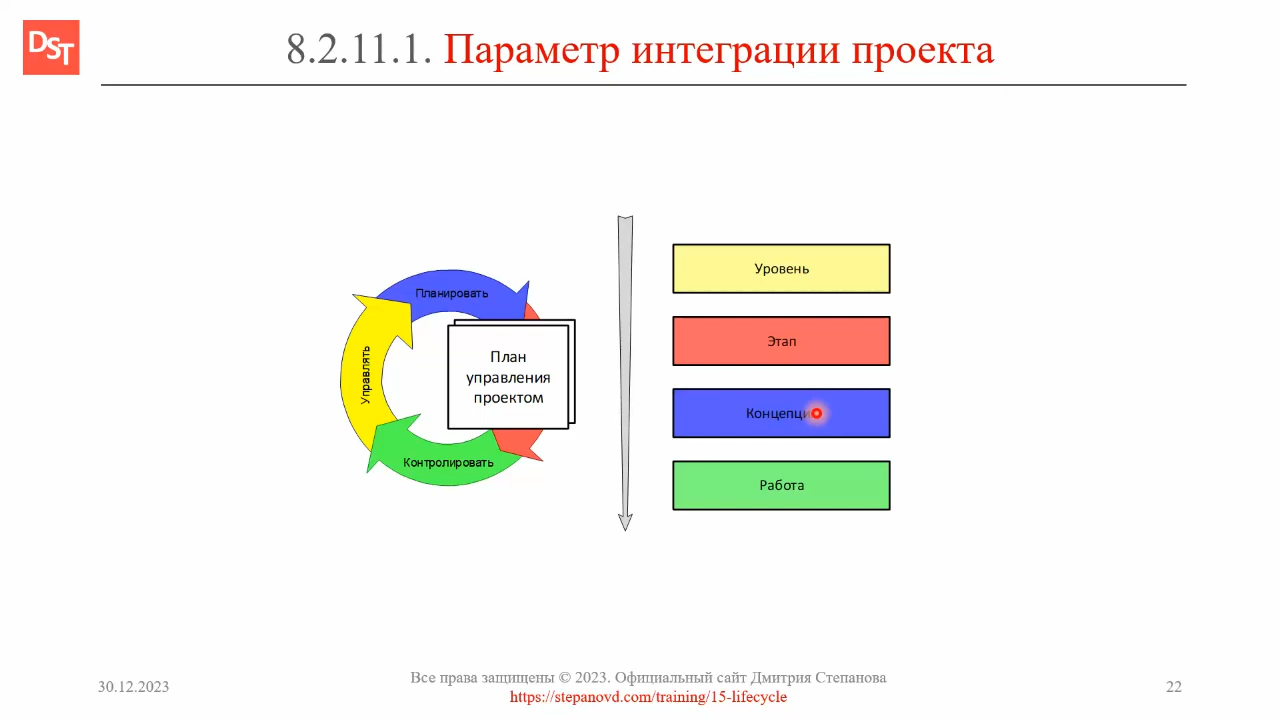 DST
8.2.11.1. Параметр интеграции проекта
Планировать
Управлять
Контролировать
План
управления
проектом
Уровень
Этап
Концепци
Работа
30.12.2023
Все права защищены © 2023. Официальный сайт Дмитрия Степанова
https://stepanovd.com/training/15-lifecycle
22